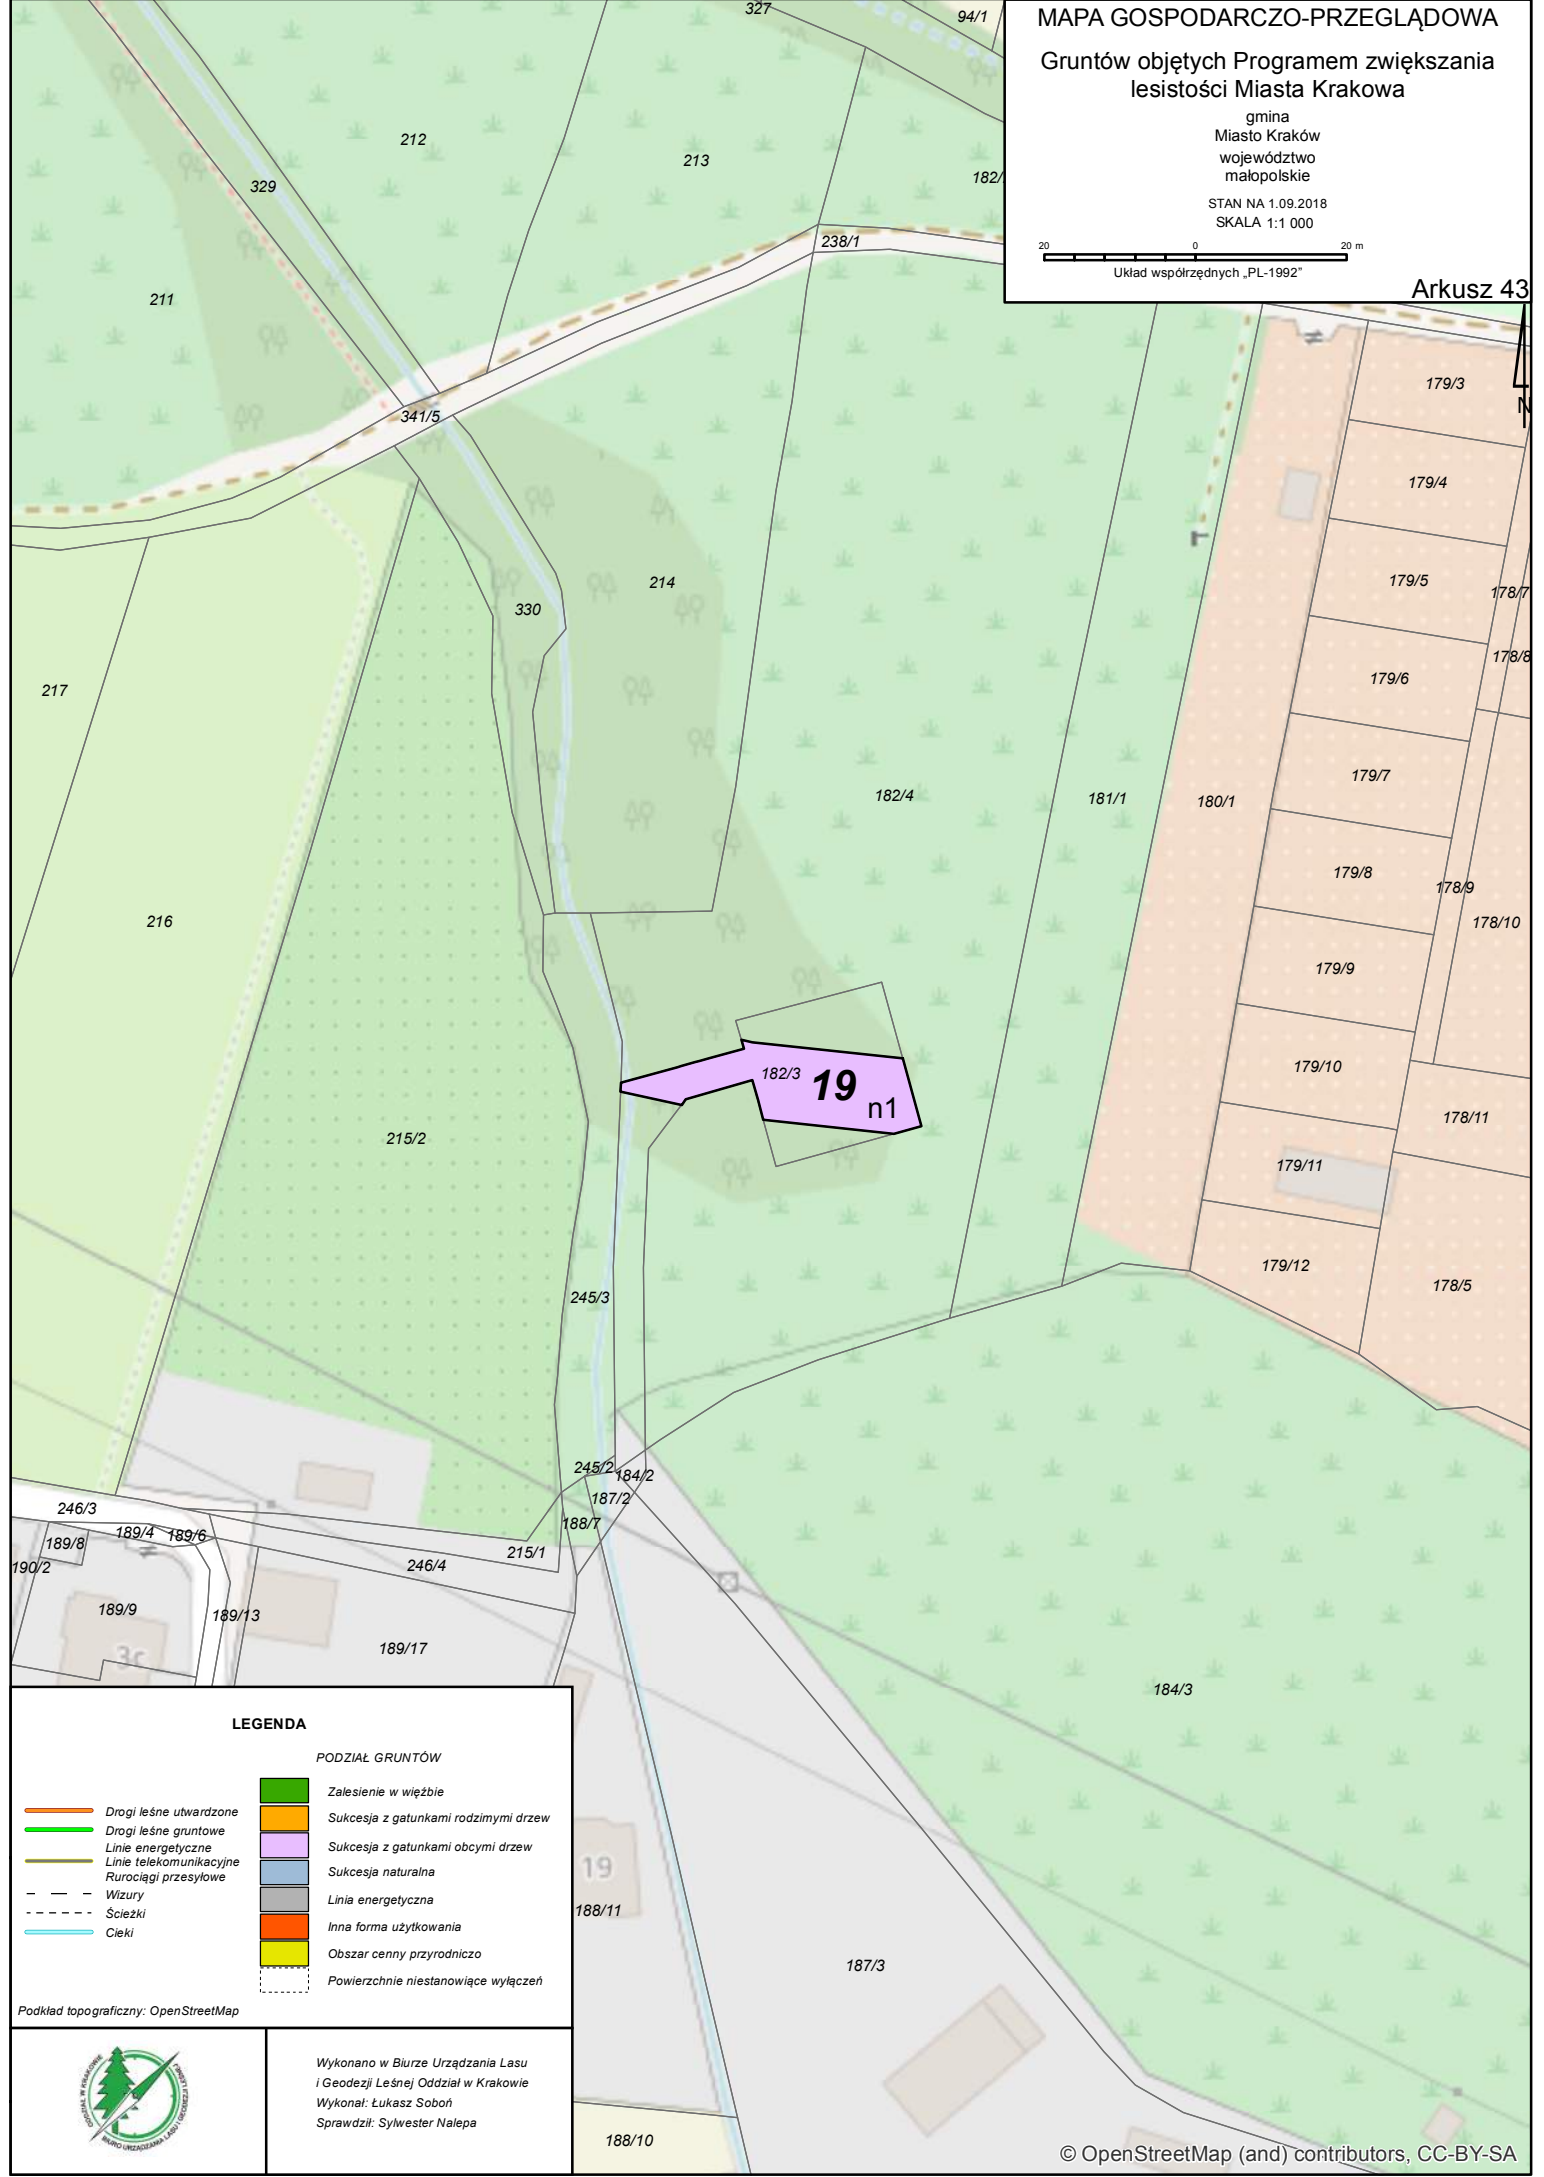 MAPA GOSPODARCZO-PRZEGLĄDOWA
Gruntów objętych Programem zwiększania
lesistości Miasta Krakowa
gmina
Miasto Kraków
województwo
małopolskie
STAN NA 1.09.2018
SKALA 1:1 000
20 0 20 m
Układ współrzędnych „PL-1992”
Arkusz 43
N
327
94/1
212
213
182/
329
238/1
211
341/5
179/3
179/4
214
179/5
178/7
330
178/8
217
179/6
179/7
182/4
181/1
180/1
179/8
178/9
216
178/10
179/9
179/10
182/3
19
n1
178/11
215/2
179/11
179/12
178/5
245/3
245/2
184/2
187/2
246/3
188/7
189/4
189/6
189/8
215/1
190/2
246/4
189/9
189/13
3c
189/17
184/3
19
188/11
187/3
188/10
LEGENDA
PODZIAŁ GRUNTÓW
Drogi leśne utwardzone
Drogi leśne gruntowe
Linie energetyczne
Linie telekomunikacyjne
Rurociągi przesyłowe
Wizury
Ścieżki
Cieki
Zalesienie w więźbie
Sukcesja z gatunkami rodzimymi drzew
Sukcesja z gatunkami obcymi drzew
Sukcesja naturalna
Linia energetyczna
Inna forma użytkowania
Obszar cenny przyrodniczo
Powierzchnie niestanowiące wyłączeń
Podkład topograficzny: OpenStreetMap
ODDZIAŁ W KRAKOWIE
BIURO URZĄDZANIA LASU I GEODEZJI LEŚNEJ
Wykonano w Biurze Urządzania Lasu
i Geodezji Leśnej Oddział w Krakowie
Wykonał: Łukasz Soboń
Sprawdził: Sylwester Nalepa
© OpenStreetMap (and) contributors, CC-BY-SA